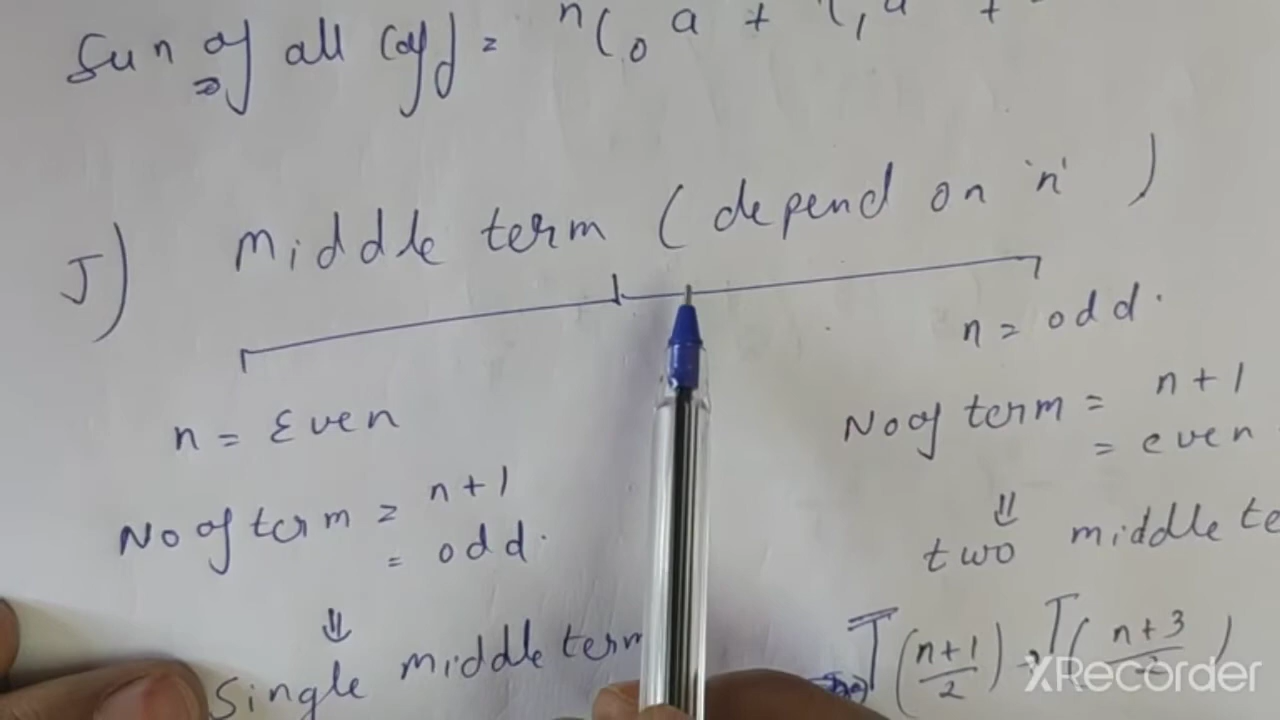 Sum of all coff = ⁿC₀ a + ⁿC₁ a +
J) Middle term (depend on 'n')
n = Even
No of term = n+1
= odd.
⇓
Single middle term
n = odd.
No of term = n+1
= even
⇓
two middle te
T(n+1/2) , T(n+3/2)
XRecorder